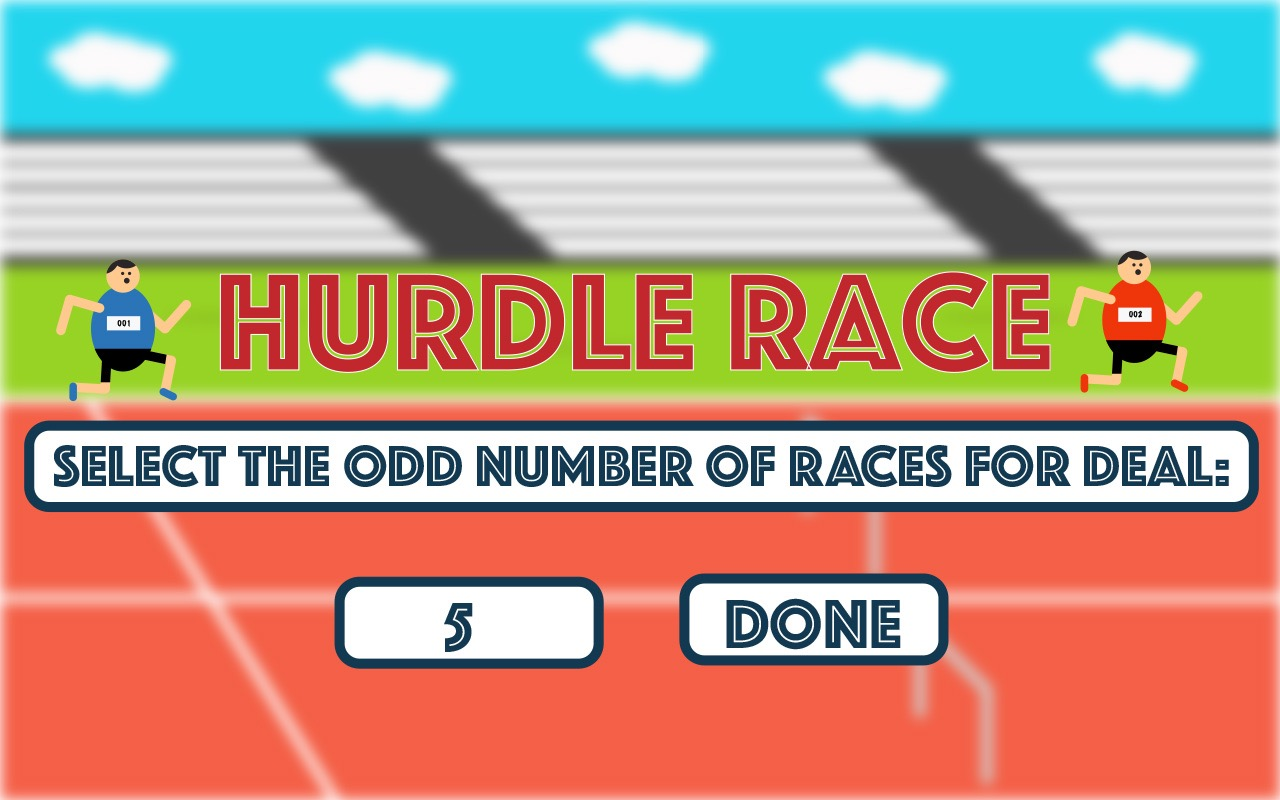 HURDLE RACE
001
002
SELECT THE ODD NUMBER OF RACES FOR DEAL:
5
DONE